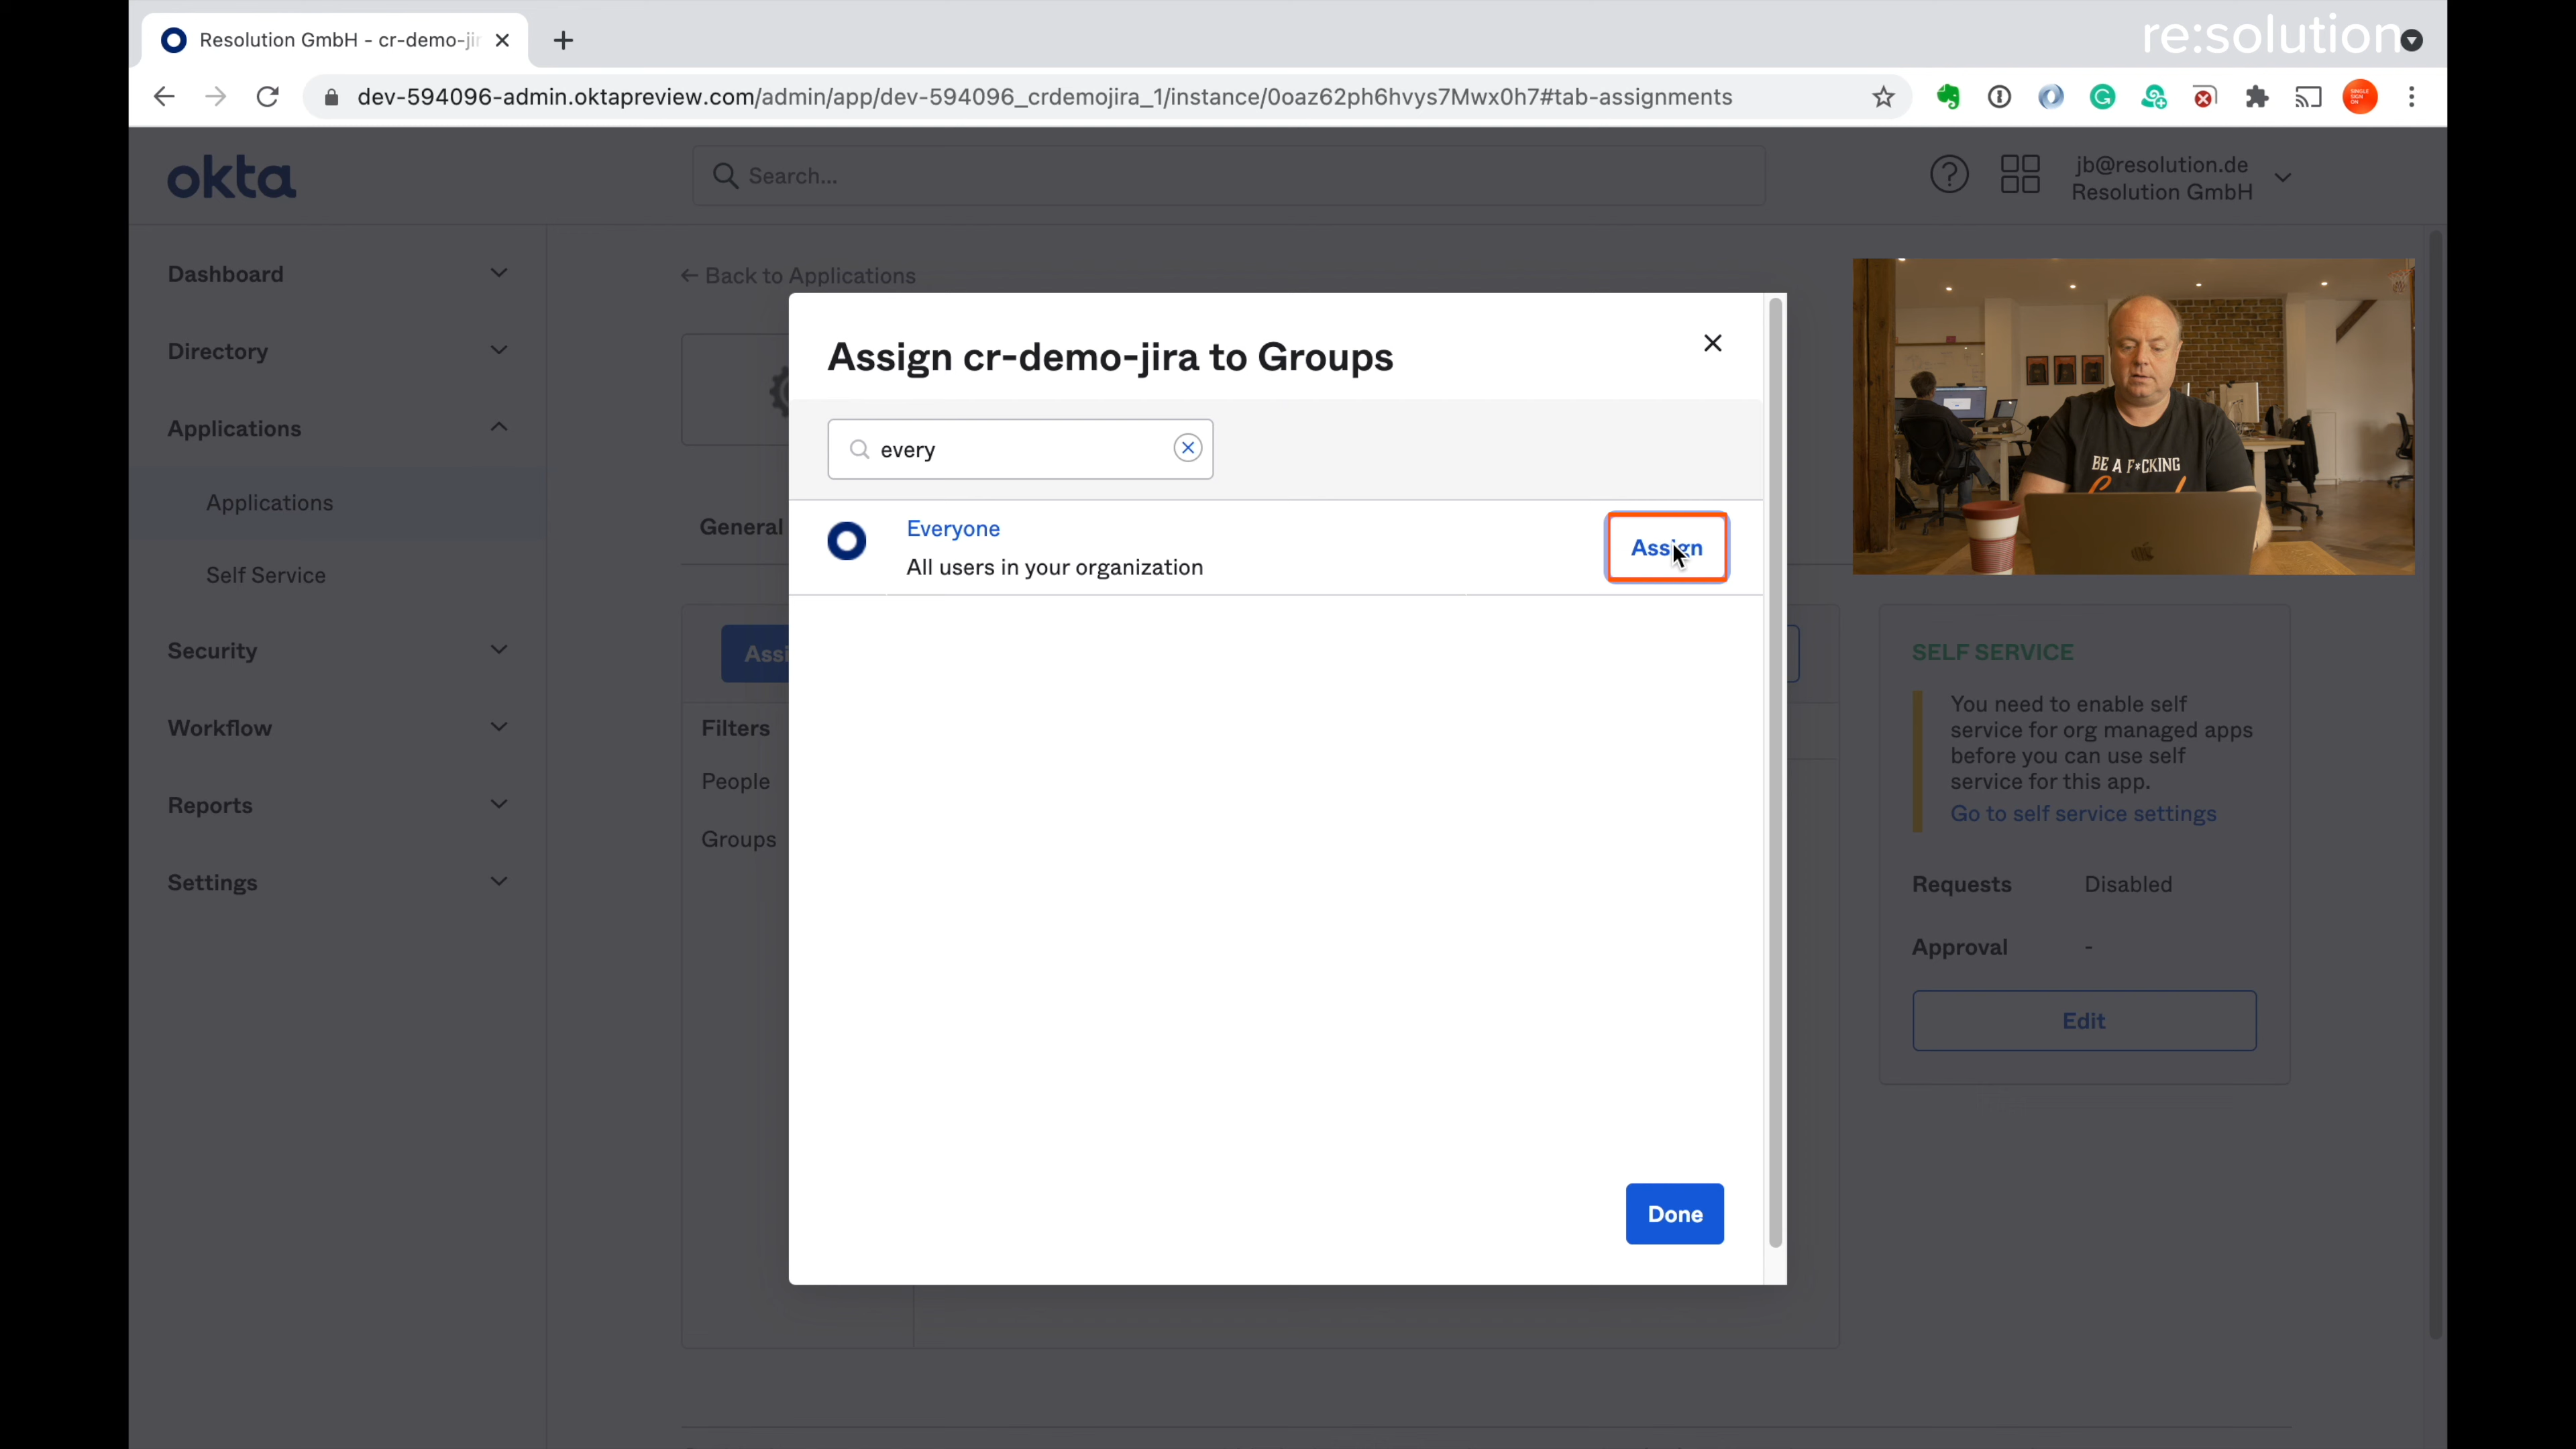 Resolution GmbH - cr-demo-jir
re:solution
dev-594096-admin.oktapreview.com/admin/app/dev-594096_crdemojira_1/instance/0oaz62ph6hvys7Mwx0h7#tab-assignments
okta
Search...
jb@resolution.de
Resolution GmbH
Dashboard
Directory
Applications
Applications
Self Service
Security
Workflow
Reports
Settings
← Back to Applications
Assign cr-demo-jira to Groups
every
Everyone
All users in your organization
Assign
Done
General
Assi
Filters
People
Groups
BE A F*CKING
SELF SERVICE
You need to enable self
service for org managed apps
before you can use self
service for this app.
Go to self service settings
Requests Disabled
Approval -
Edit